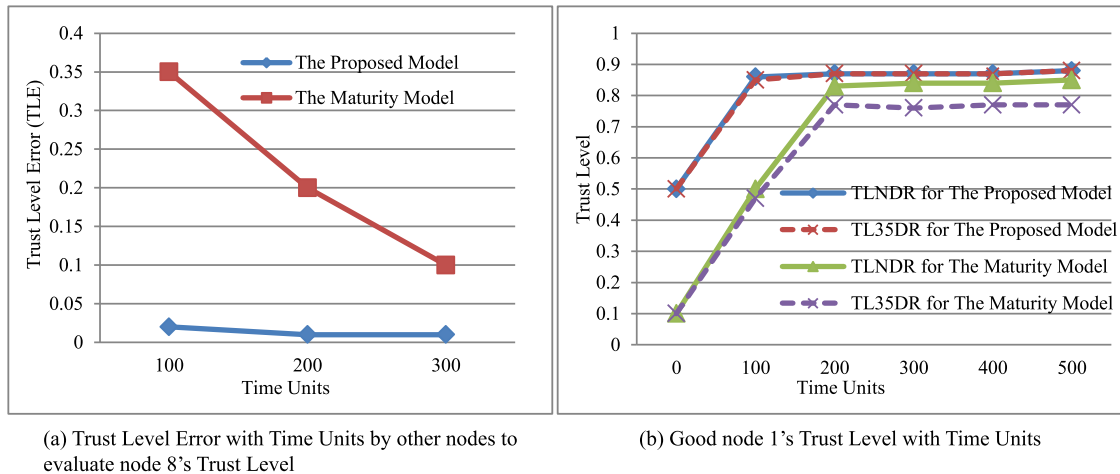 0.4
0.35
0.3
0.25
0.2
0.15
0.1
0.05
0
Trust Level Error (TLE)
The Proposed Model
The Maturity Model
100 200 300
Time Units
(a) Trust Level Error with Time Units by other nodes to
evaluate node 8's Trust Level
1
0.9
0.8
0.7
0.6
0.5
0.4
0.3
0.2
0.1
0
Trust Level
TLNDR for The Proposed Model
TL35DR for The Proposed Model
TLNDR for The Maturity Model
TL35DR for The Maturity Model
0 100 200 300 400 500
Time Units
(b) Good node 1's Trust Level with Time Units